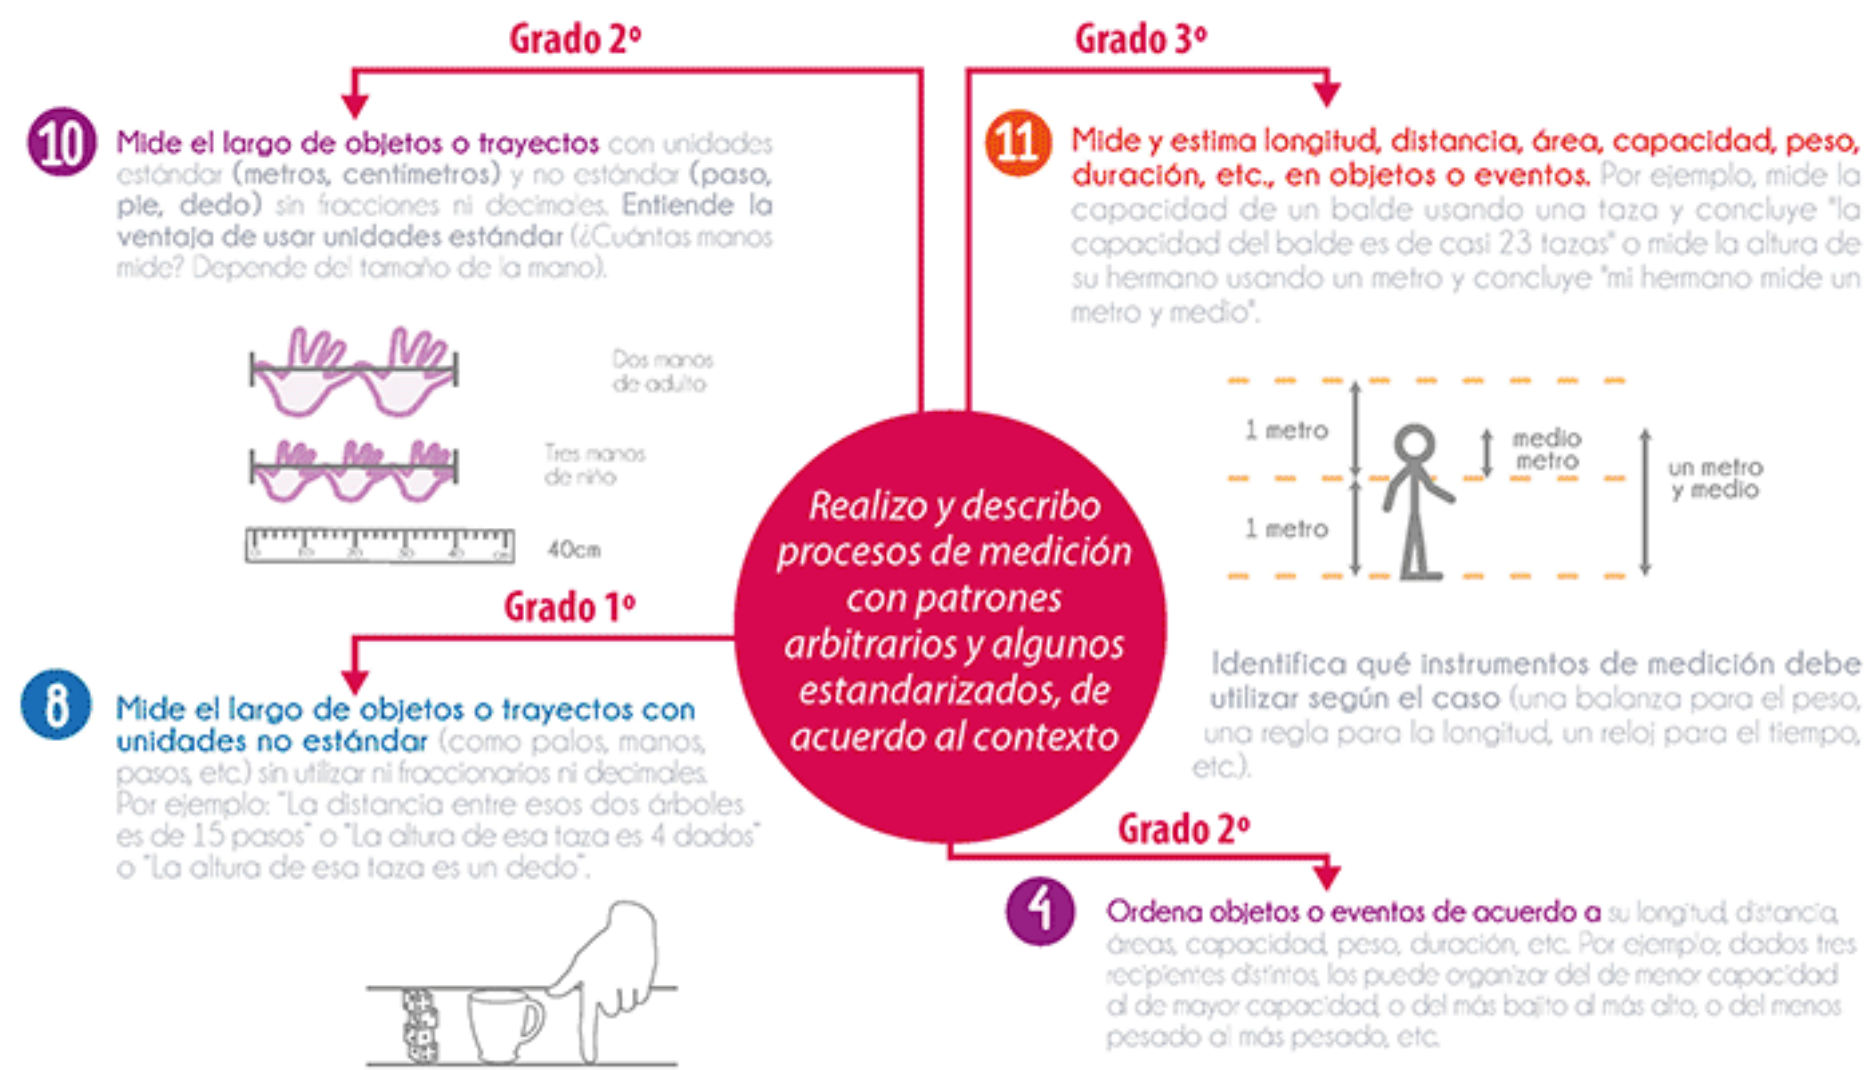 Grado 2º
10
Mide el largo de objetos o trayectos con unidades
estándar (metros, centímetros) y no estándar (paso,
pie, dedo) sin fracciones ni decimales. Entiende la
ventaja de usar unidades estándar (¿Cuántas manos
mide? Depende del tamaño de la mano).
Dos manos
de adulto
Tres manos
de niño
0 10 20 30 40 cm
40cm
Grado 3º
11
Mide y estima longitud, distancia, área, capacidad, peso,
duración, etc., en objetos o eventos. Por ejemplo, mide la
capacidad de un balde usando una taza y concluye "la
capacidad del balde es de casi 23 tazas" o mide la altura de
su hermano usando un metro y concluye "mi hermano mide un
metro y medio".
1 metro
medio
metro
un metro
y medio
1 metro
Identifica qué instrumentos de medición debe
utilizar según el caso (una balanza para el peso,
una regla para la longitud, un reloj para el tiempo,
etc.).
Realizo y describo
procesos de medición
con patrones
arbitrarios y algunos
estandarizados, de
acuerdo al contexto
Grado 1º
8
Mide el largo de objetos o trayectos con
unidades no estándar (como palos, manos,
pasos, etc.) sin utilizar ni fraccionarios ni decimales.
Por ejemplo: "La distancia entre esos dos árboles
es de 15 pasos" o "La altura de esa taza es 4 dados"
o "La altura de esa taza es un dedo".
Grado 2º
4
Ordena objetos o eventos de acuerdo a su longitud, distancia,
áreas, capacidad, peso, duración, etc. Por ejemplo; dados tres
recipientes distintos, los puede organizar del de menor capacidad
al de mayor capacidad, o del más bajito al más alto, o del menos
pesado al más pesado, etc.